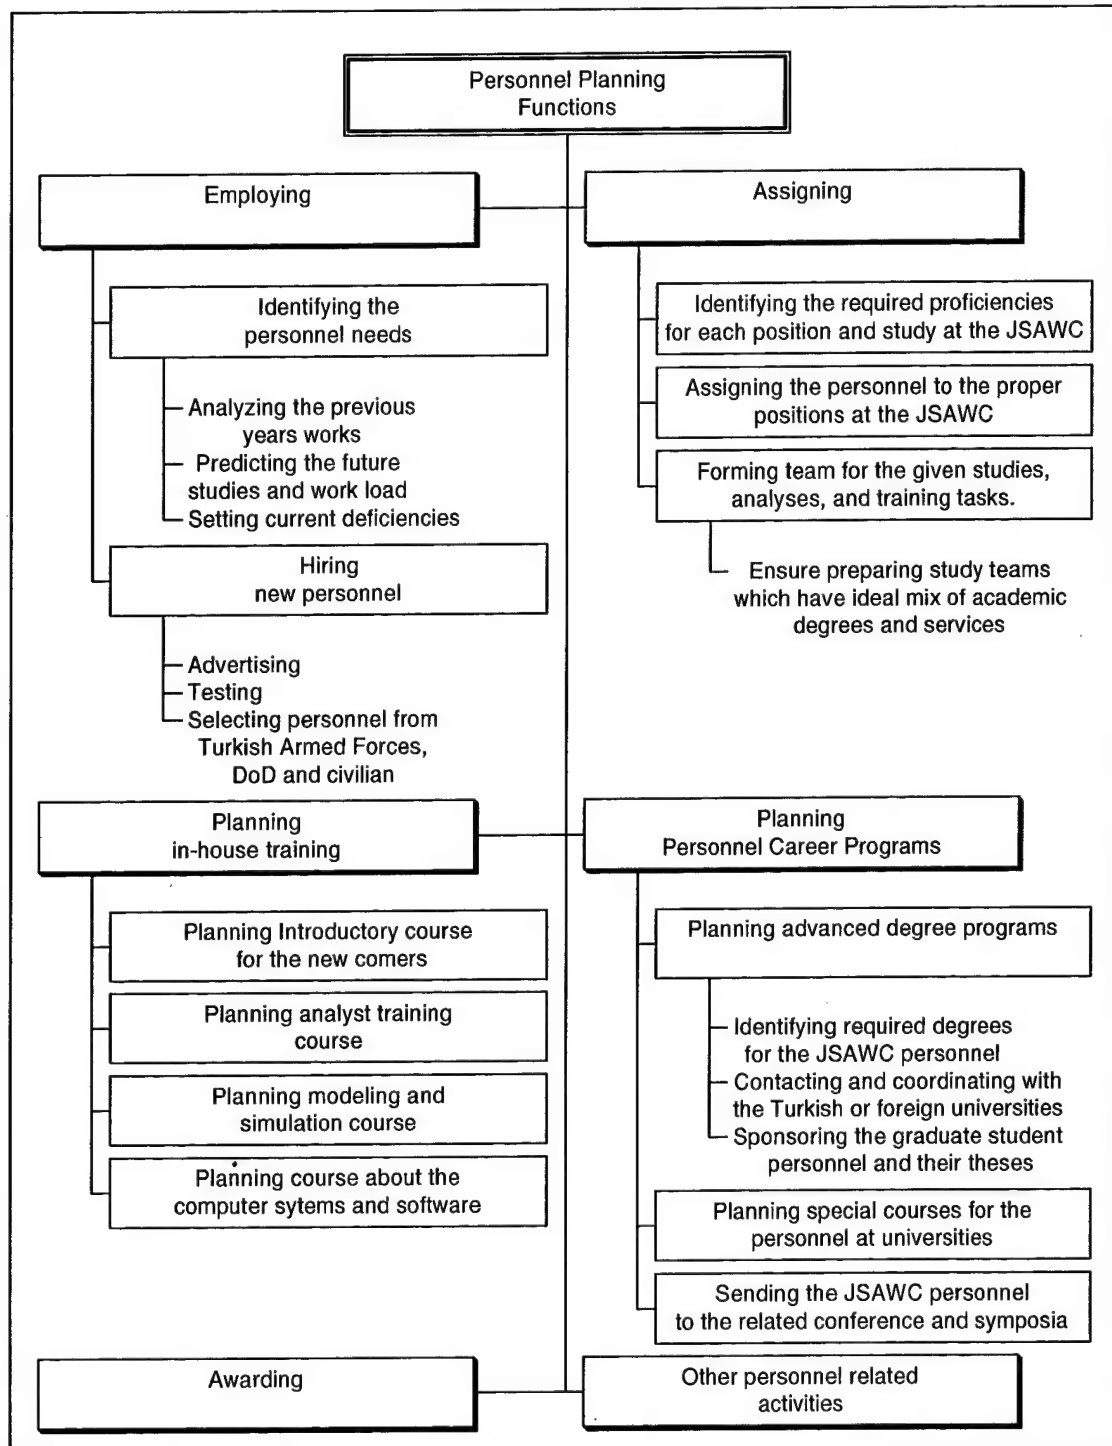 Personnel Planning
Functions
Employing
Identifying the
personnel needs
Analyzing the previous
years works
Predicting the future
studies and work load
Setting current deficiencies
Hiring
new personnel
Advertising
Testing
Selecting personnel from
Turkish Armed Forces,
DoD and civilian
Assigning
Identifying the required proficiencies
for each position and study at the JSAWC
Assigning the personnel to the proper
positions at the JSAWC
Forming team for the given studies,
analyses, and training tasks.
Ensure preparing study teams
which have ideal mix of academic
degrees and services
Planning
in-house training
Planning Introductory course
for the new comers
Planning analyst training
course
Planning modeling and
simulation course
Planning course about the
computer sytems and software
Planning
Personnel Career Programs
Planning advanced degree programs
Identifying required degrees
for the JSAWC personnel
Contacting and coordinating with
the Turkish or foreign universities
Sponsoring the graduate student
personnel and their theses
Planning special courses for the
personnel at universities
Sending the JSAWC personnel
to the related conference and symposia
Awarding
Other personnel related
activities